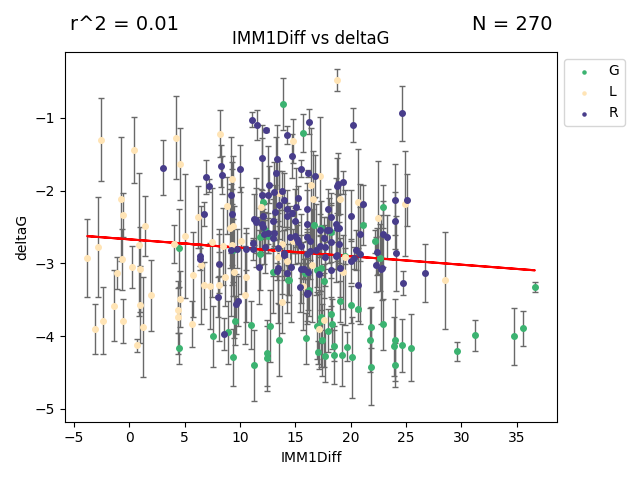 r^2 = 0.01
N = 270
IMM1Diff vs deltaG
G
L
R
−1
−2
−3
−4
−5
deltaG
−5 0 5 10 15 20 25 30 35
IMM1Diff